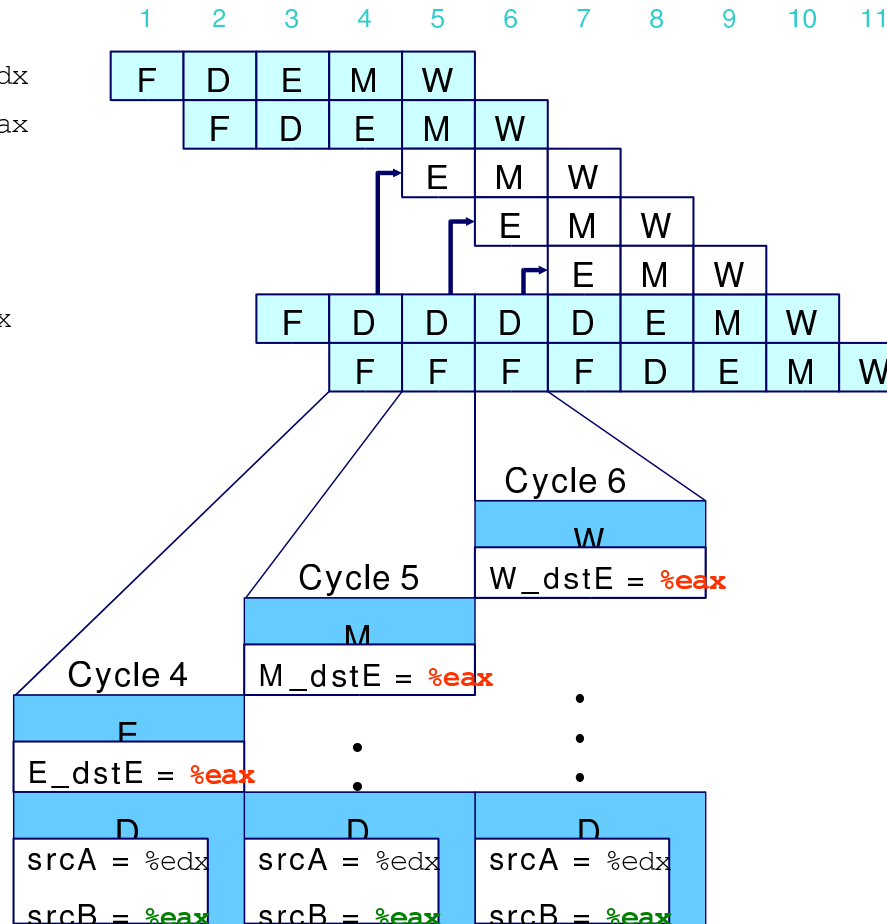 1 2 3 4 5 6 7 8 9 10 11
dx F D E M W
ax F D E M W
E M W
E M W
E M W
x F D D D D E M W
F F F F D E M W
Cycle 6
W
W_dstE = %eax
Cycle 5
M
M_dstE = %eax
Cycle 4
E
E_dstE = %eax
D D D
srcA = %edx srcA = %edx srcA = %edx
srcB = %eax srcB = %eax srcB = %eax